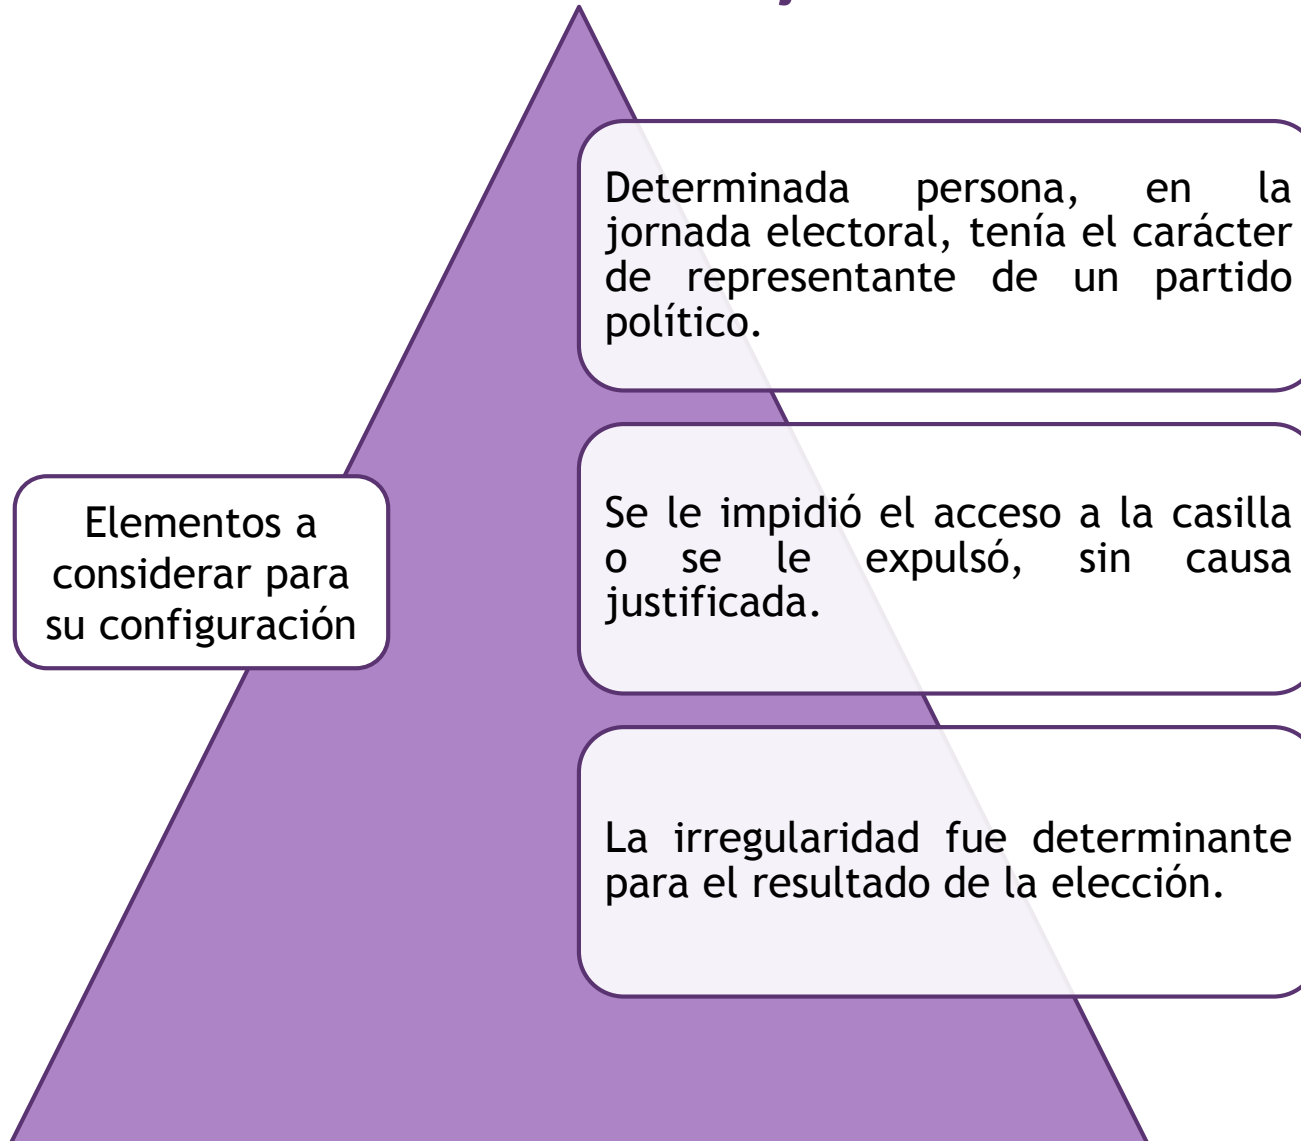 Elementos a
considerar para
su configuración
Determinada persona, en la
jornada electoral, tenía el carácter
de representante de un partido
político.
Se le impidió el acceso a la casilla
o se le expulsó, sin causa
justificada.
La irregularidad fue determinante
para el resultado de la elección.